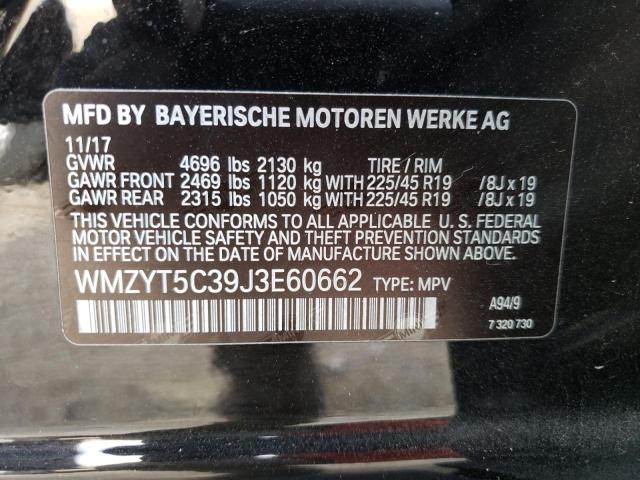 MFD BY BAYERISCHE MOTOREN WERKE AG
11/17
GVWR 4696 lbs 2130 kg TIRE / RIM
GAWR FRONT 2469 lbs 1120 kg WITH 225/45 R19 /8J x 19
GAWR REAR 2315 lbs 1050 kg WITH 225/45 R19 /8J x 19
THIS VEHICLE CONFORMS TO ALL APPLICABLE U. S. FEDERAL
MOTOR VEHICLE SAFETY AND THEFT PREVENTION STANDARDS IN
EFFECT ON THE DATE OF MANUFACTURE SHOWN ABOVE.
WMZYT5C39J3E60662 TYPE: MPV
A94/9
7 320 730